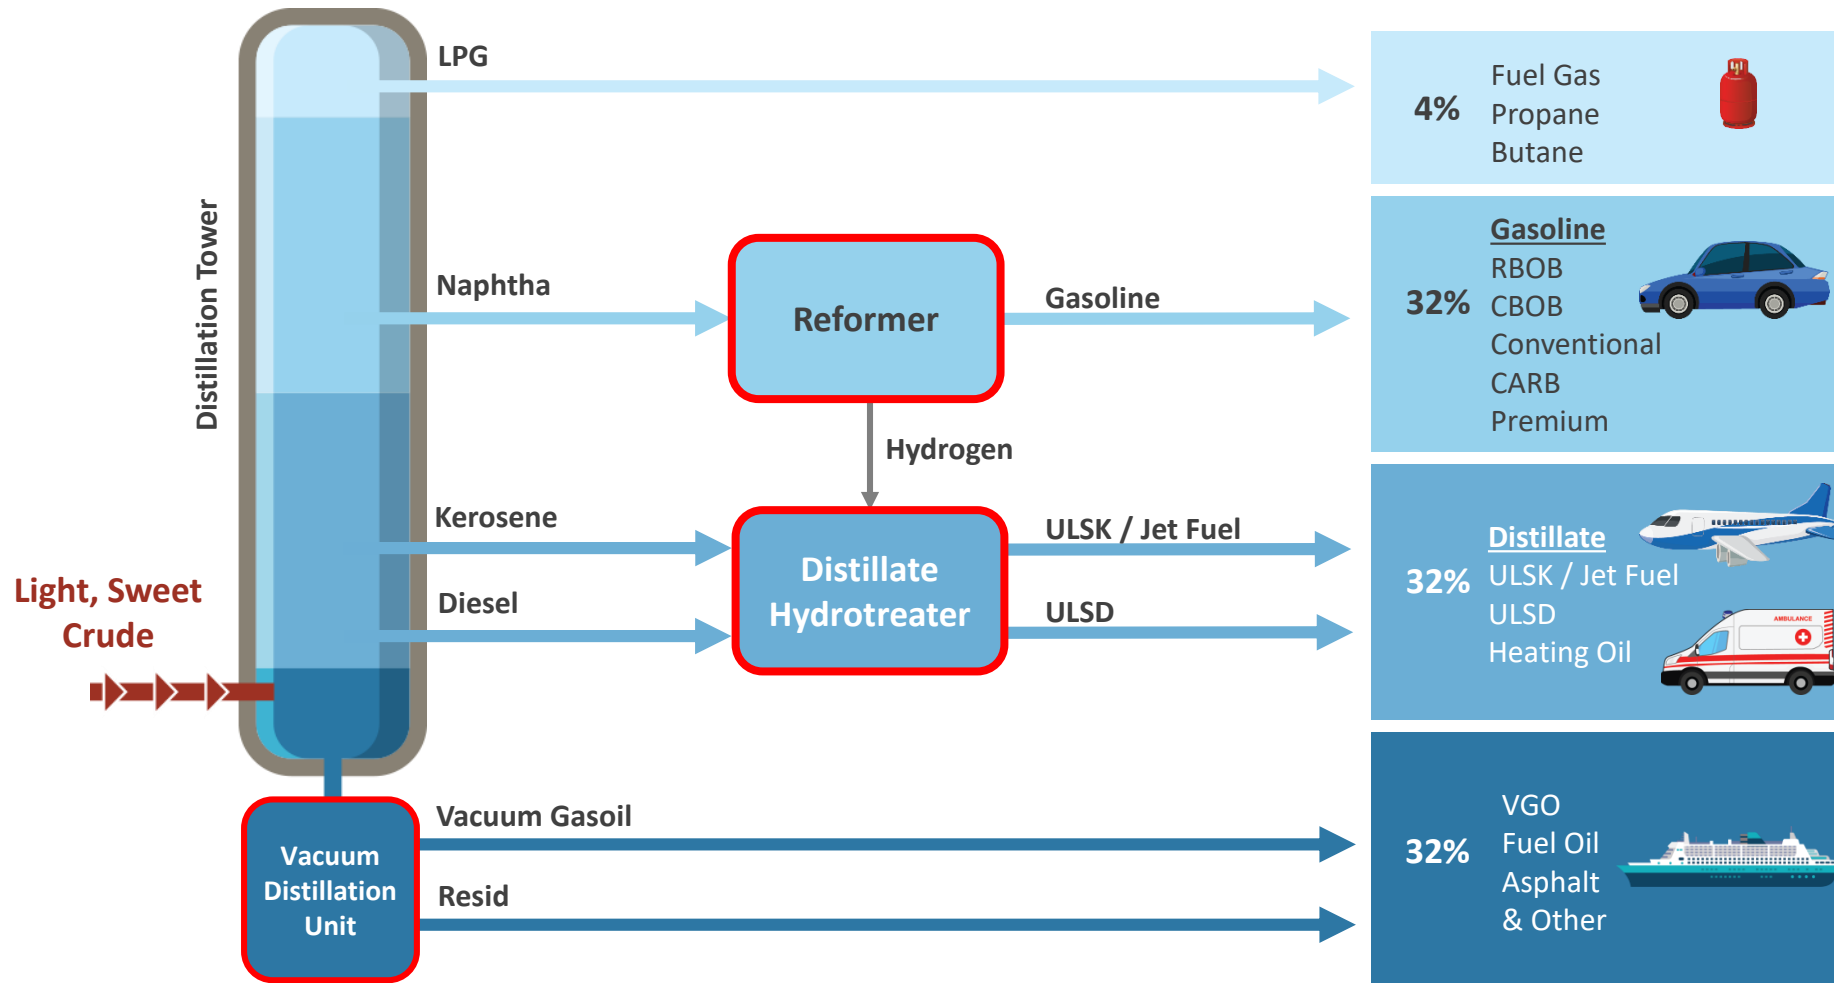 LPG
Fuel Gas
4%
Propane
Butane
Distillation Tower
Naphtha
Reformer
Gasoline
Gasoline
RBOB
32%
CBOB
Conventional
CARB
Premium
Hydrogen
Kerosene
Diesel
Distillate
Hydrotreater
ULSK / Jet Fuel
ULSD
Distillate
32%
ULSK / Jet Fuel
ULSD
Heating Oil
AMBULANCE
Light, Sweet
Crude
Vacuum
Distillation
Unit
Vacuum Gasoil
Resid
VGO
32%
Fuel Oil
Asphalt
& Other